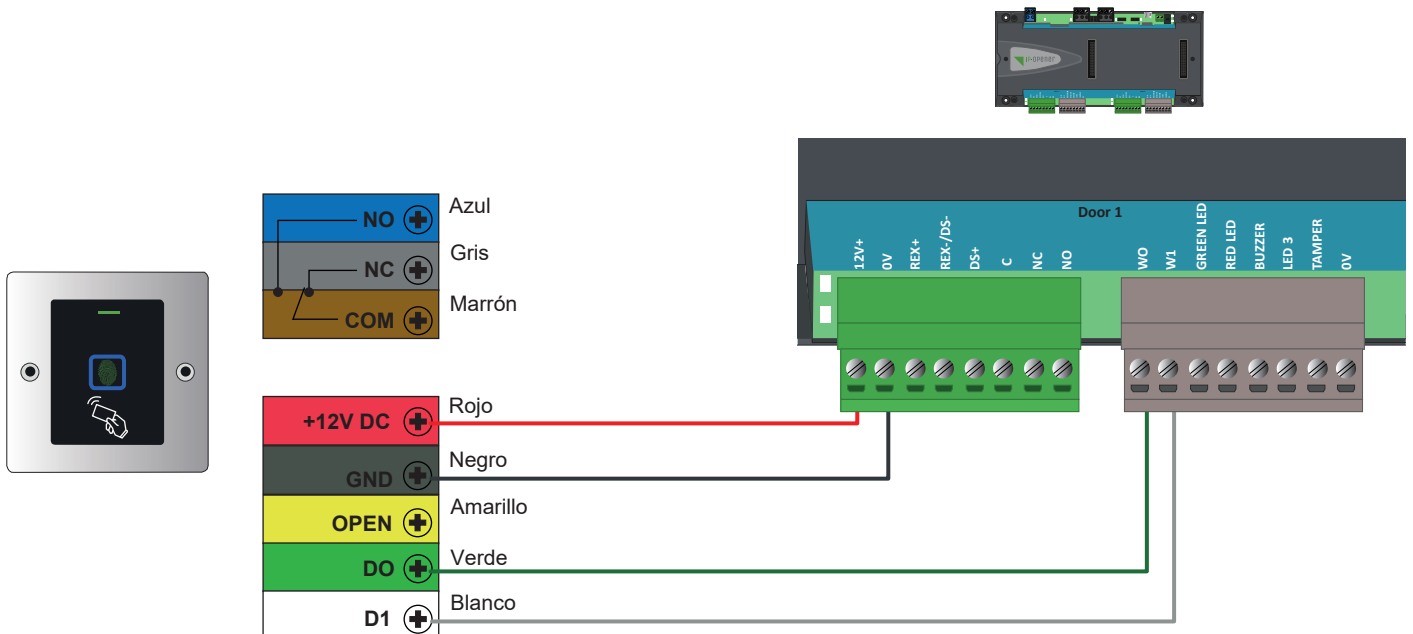 IP-OPENER
NO
Azul
NC
Gris
COM
Marrón
Door 1
12V+
0V
REX+
REX-/DS-
DS+
C
NC
NO
WO
W1
GREEN LED
RED LED
BUZZER
LED 3
TAMPER
0V
+12V DC
Rojo
GND
Negro
OPEN
Amarillo
DO
Verde
D1
Blanco